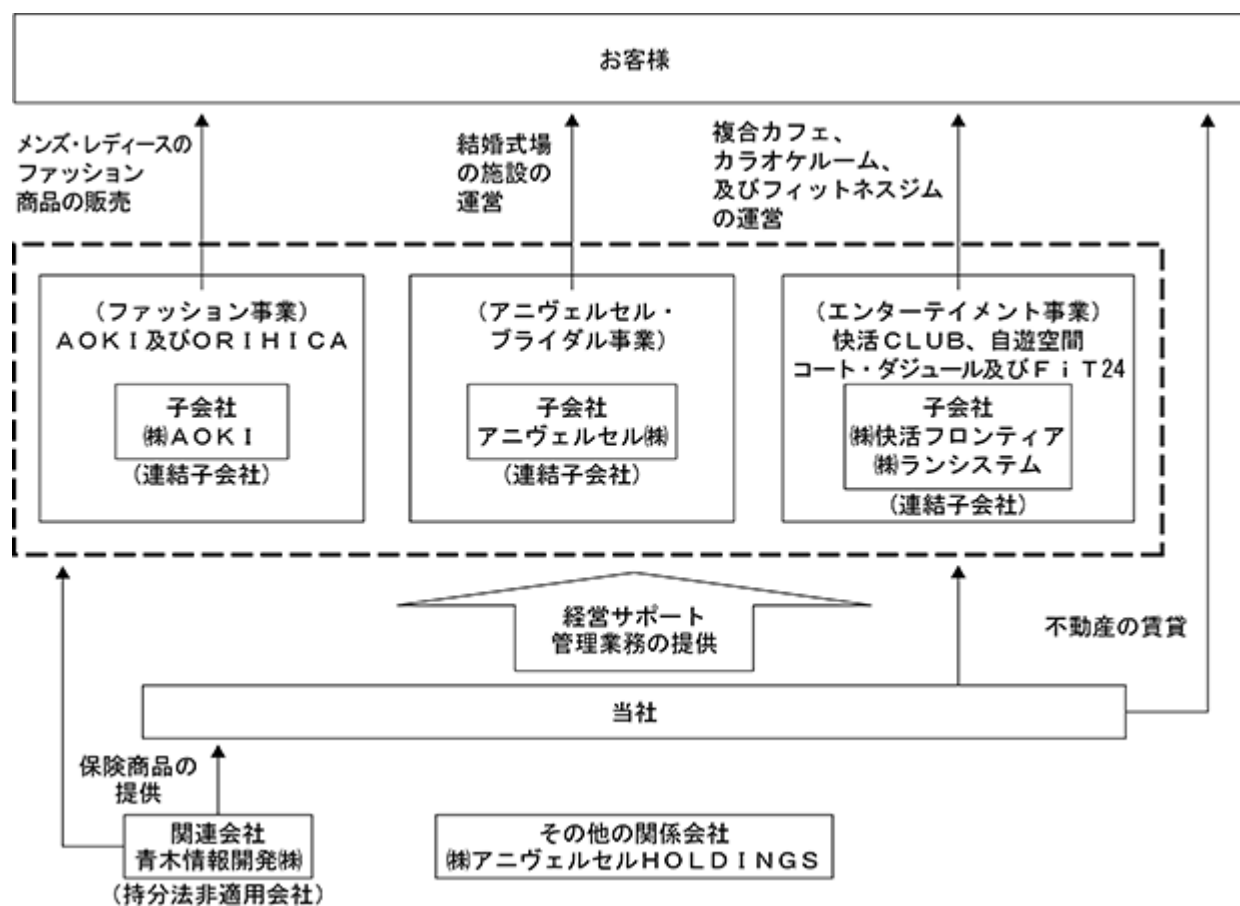 お客様
メンズ・レディースの
ファッション
商品の販売
結婚式場
の施設の
運営
複合カフェ、
カラオケルーム、
及びフィットネスジム
の運営
（ファッション事業）
ＡＯＫＩ及びＯＲＩＨＩＣＡ
子会社
㈱ＡＯＫＩ
（連結子会社）
（アニヴェルセル・
ブライダル事業）
子会社
アニヴェルセル㈱
（連結子会社）
（エンターテイメント事業）
快活ＣＬＵＢ、自遊空間
コート・ダジュール及びＦｉＴ24
子会社
㈱快活フロンティア
㈱ランシステム
（連結子会社）
経営サポート
管理業務の提供
不動産の賃貸
当社
保険商品の
提供
関連会社
青木情報開発㈱
（持分法非適用会社）
その他の関係会社
㈱アニヴェルセルＨＯＬＤＩＮＧＳ